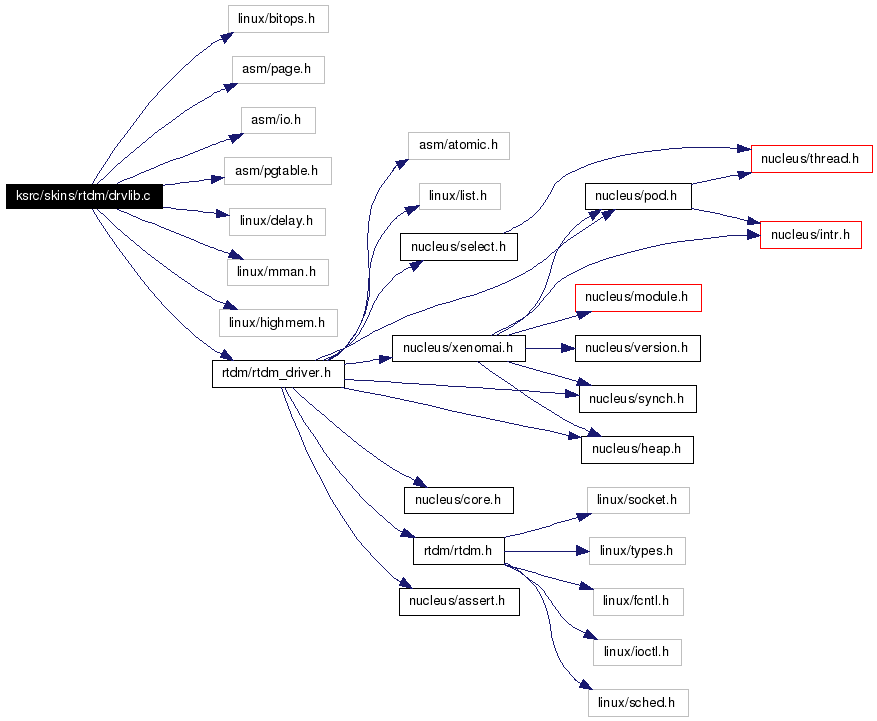 linux/bitops.h
asm/page.h
asm/io.h
asm/atomic.h
nucleus/thread.h
asm/pgtable.h
ksrc/skins/rtdm/drvlib.c
linux/list.h
nucleus/pod.h
linux/delay.h
nucleus/select.h
nucleus/intr.h
linux/mman.h
nucleus/module.h
linux/highmem.h
nucleus/xenomai.h
nucleus/version.h
rtdm/rtdm_driver.h
nucleus/synch.h
nucleus/heap.h
nucleus/core.h
linux/socket.h
rtdm/rtdm.h
linux/types.h
nucleus/assert.h
linux/fcntl.h
linux/ioctl.h
linux/sched.h